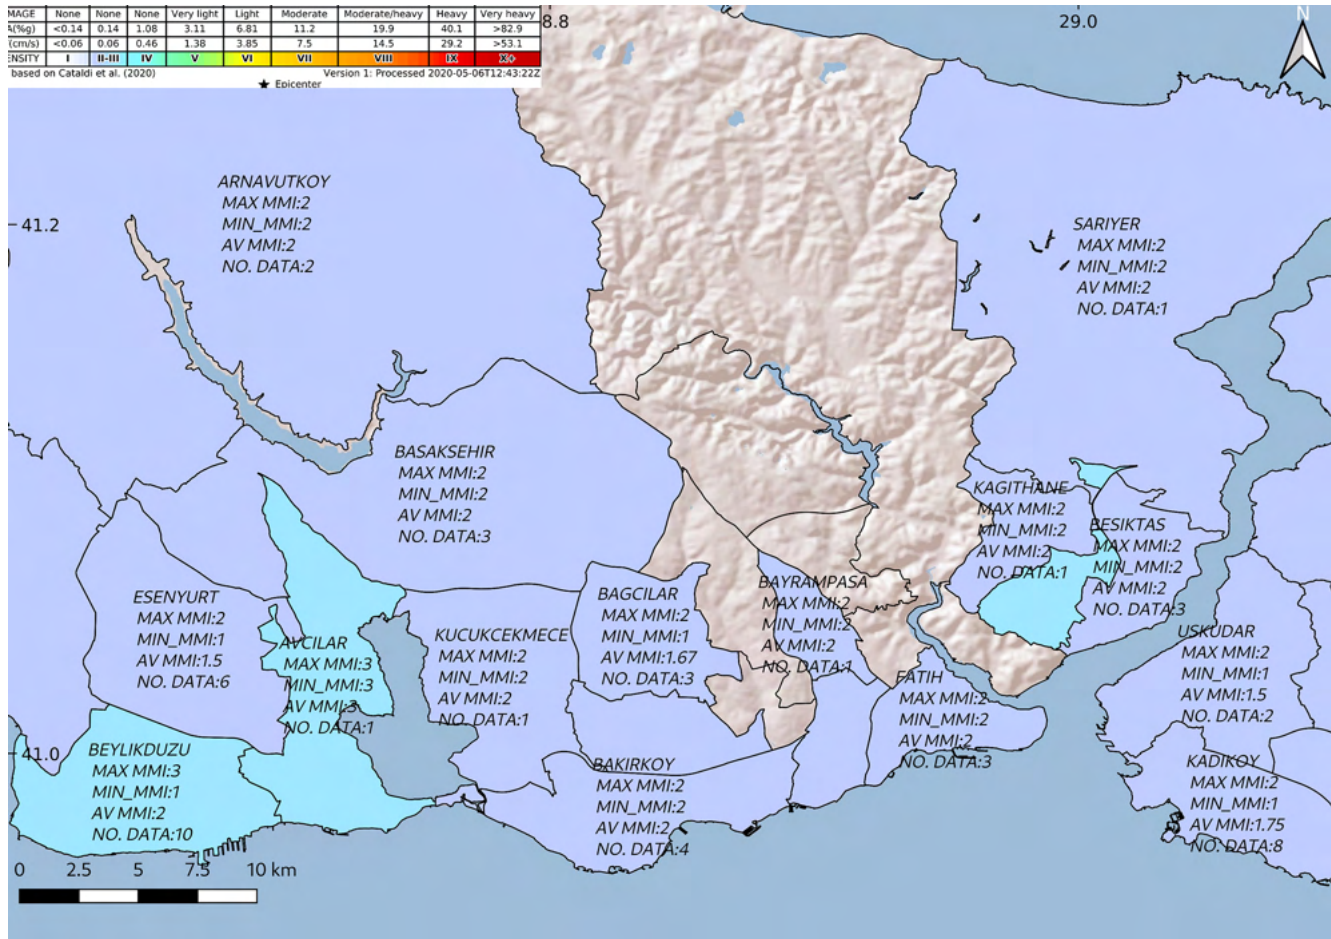 MAGE None None None Very light Light Moderate Moderate/heavy Heavy Very heavy
A(%g) <0.14 0.14 1.08 3.11 6.81 11.2 19.9 40.1 >82.9
(cm/s) <0.06 0.06 0.46 1.38 3.85 7.5 14.5 29.2 >53.1
ENSITY I II-III IV V VI VII VIII IX X+
based on Cataldi et al. (2020) Version 1: Processed 2020-05-06T12:43:22Z
★ Epicenter
8.8
29.0
N
41.2
41.0
ARNAVUTKOY
MAX MMI:2
MIN_MMI:2
AV MMI:2
NO. DATA:2
SARIYER
MAX MMI:2
MIN_MMI:2
AV MMI:2
NO. DATA:1
BASAKSEHIR
MAX MMI:2
MIN_MMI:2
AV MMI:2
NO. DATA:3
KAGITHANE
MAX MMI:2
MIN_MMI:2
AV MMI:2
NO. DATA:1
BESIKTAS
MAX MMI:2
MIN_MMI:2
AV MMI:2
NO. DATA:3
ESENYURT
MAX MMI:2
MIN_MMI:1
AV MMI:1.5
NO. DATA:6
AVCILAR
MAX MMI:3
MIN_MMI:3
AV MMI:3
NO. DATA:1
KUCUKCEKMECE
MAX MMI:2
MIN_MMI:2
AV MMI:2
NO. DATA:1
BAGCILAR
MAX MMI:2
MIN_MMI:1
AV MMI:1.67
NO. DATA:3
BAYRAMPASA
MAX MMI:2
MIN_MMI:2
AV MMI:2
NO. DATA:1
FATIH
MAX MMI:2
MIN_MMI:2
AV MMI:2
NO. DATA:3
USKUDAR
MAX MMI:2
MIN_MMI:1
AV MMI:1.5
NO. DATA:2
BEYLIKDUZU
MAX MMI:3
MIN_MMI:1
AV MMI:2
NO. DATA:10
BAKIRKOY
MAX MMI:2
MIN_MMI:2
AV MMI:2
NO. DATA:4
KADIKOY
MAX MMI:2
MIN_MMI:1
AV MMI:1.75
NO. DATA:8
0 2.5 5 7.5 10 km